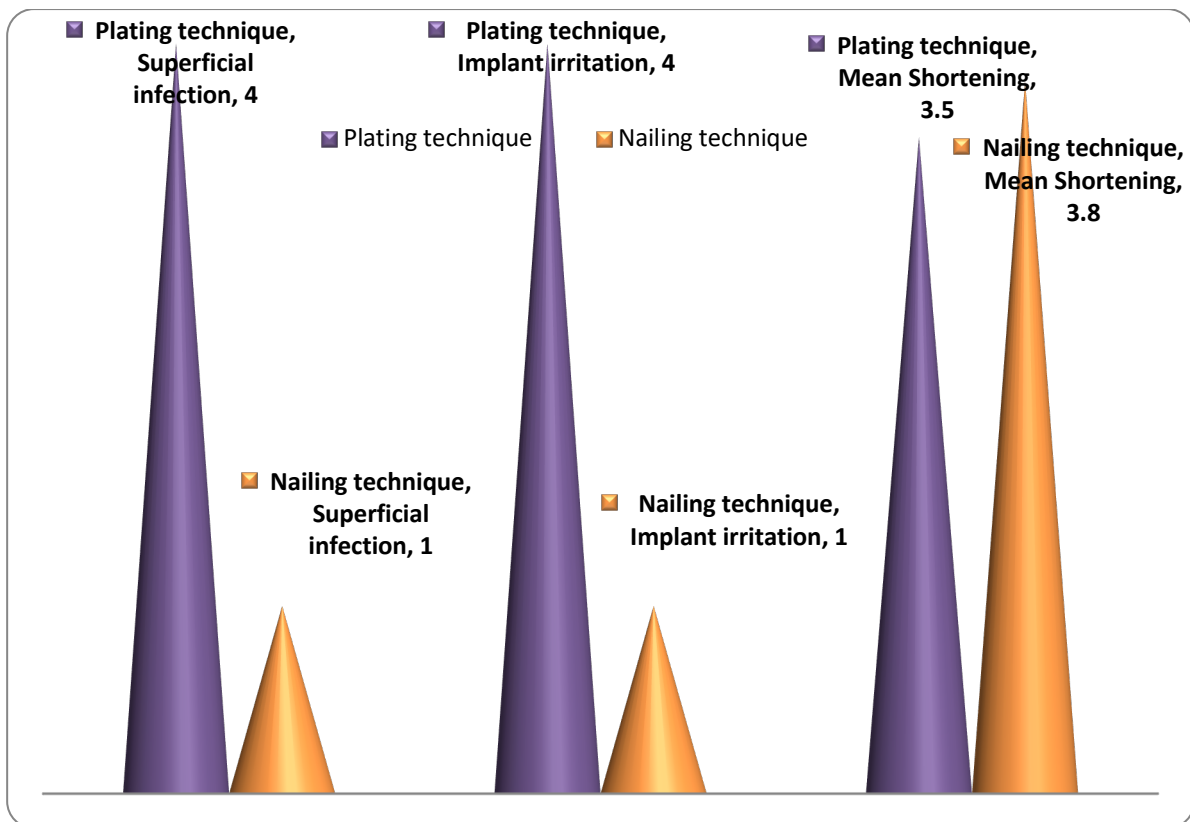 Plating technique,
Superficial
infection, 4
Plating technique,
Implant irritation, 4
Plating technique,
Mean Shortening,
3.5
Plating technique
Nailing technique
Nailing technique,
Mean Shortening,
3.8
Nailing technique,
Superficial
infection, 1
Nailing technique,
Implant irritation, 1